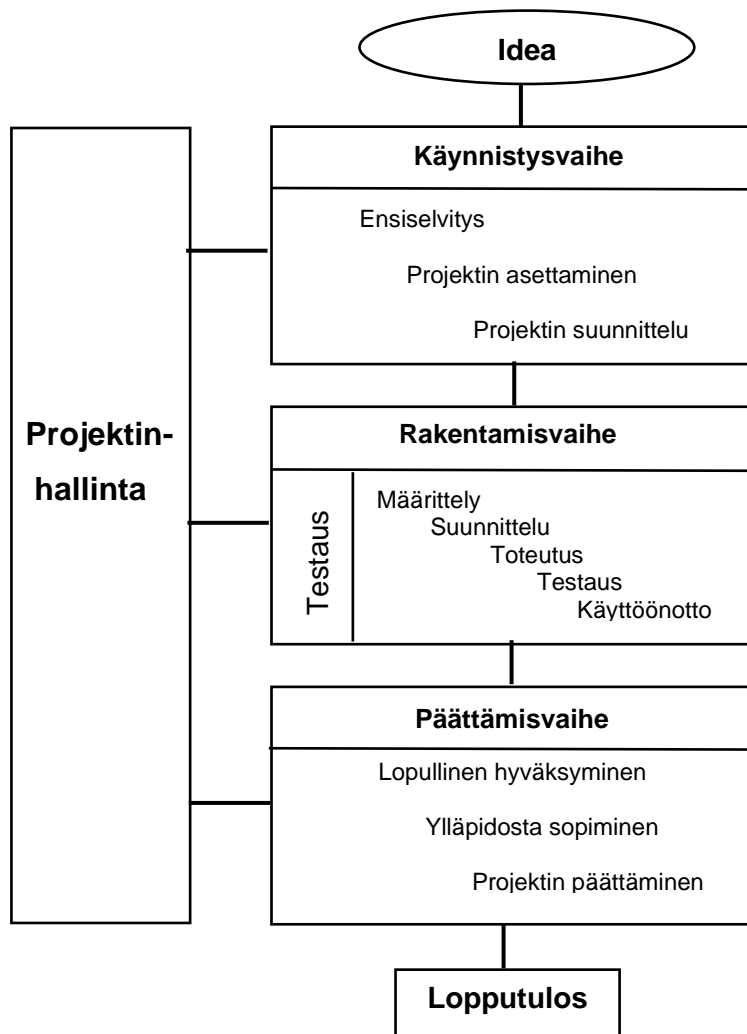 Idea
Käynnistysvaihe
Ensiselvitys
Projektin asettaminen
Projektin suunnittelu
Projektin-
hallinta
Rakentamisvaihe
Testaus
Määrittely
Suunnittelu
Toteutus
Testaus
Käyttöönotto
Päättämisvaihe
Lopullinen hyväksyminen
Ylläpidosta sopiminen
Projektin päättäminen
Lopputulos